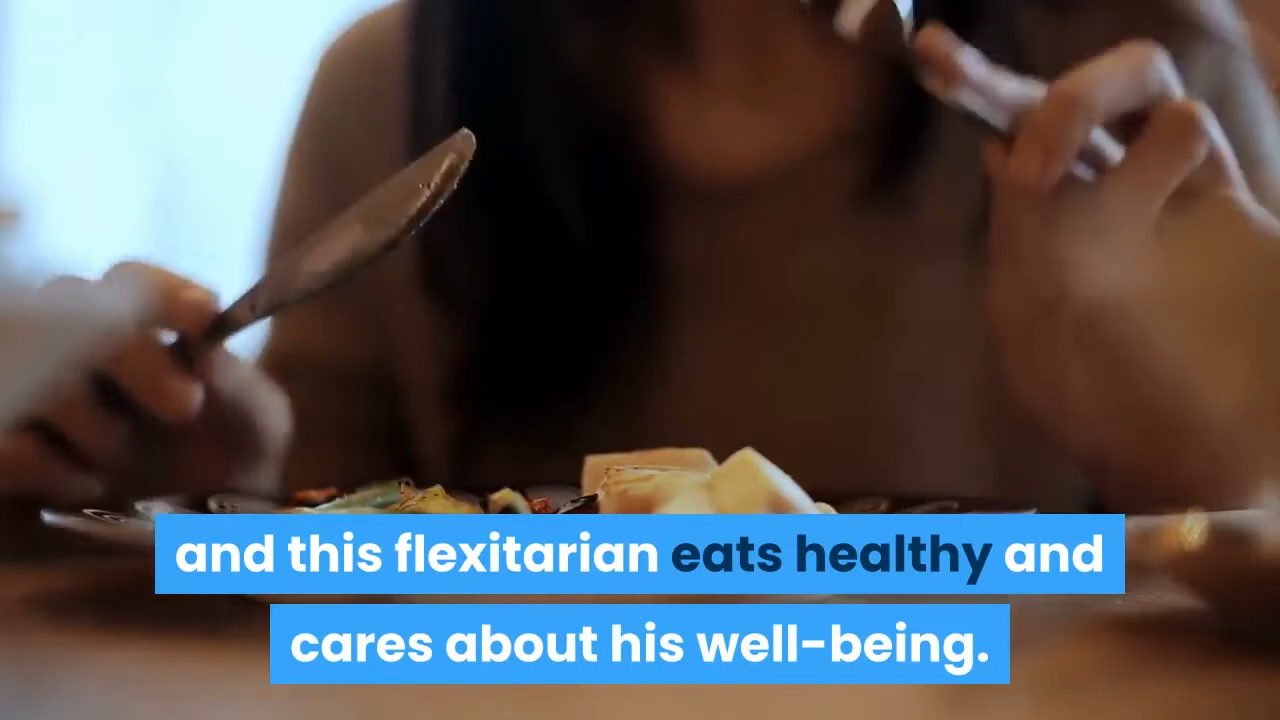 and this flexitarian eats healthy and
cares about his well-being.